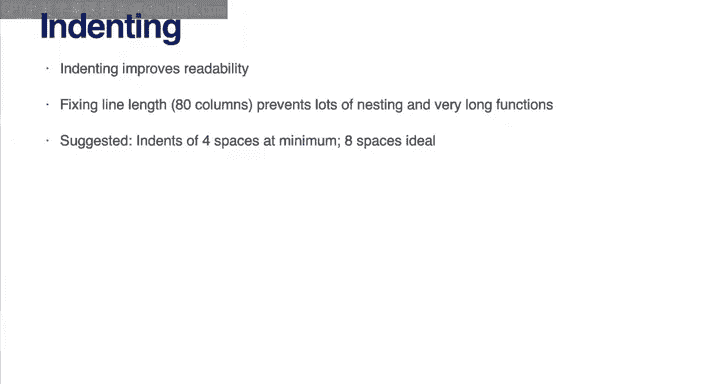 Indenting
· Indenting improves readability
· Fixing line length (80 columns) prevents lots of nesting and very long functions
· Suggested: Indents of 4 spaces at minimum; 8 spaces ideal